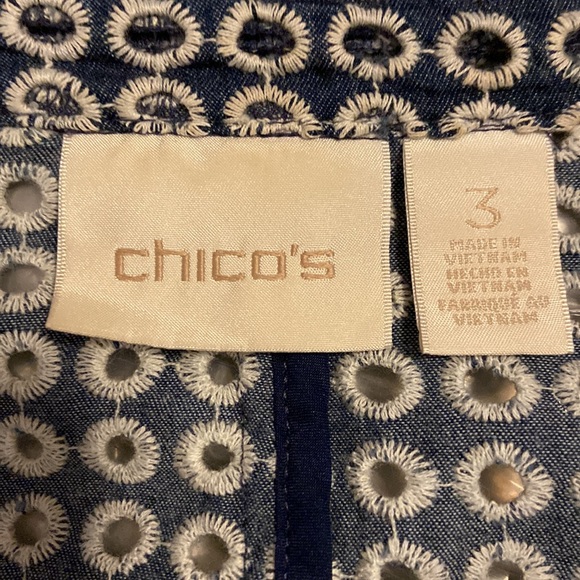 chico's
3
MADE IN
VIETNAM
HECHO EN
VIETNAM
FABRIQUÉ AU
VIETNAM